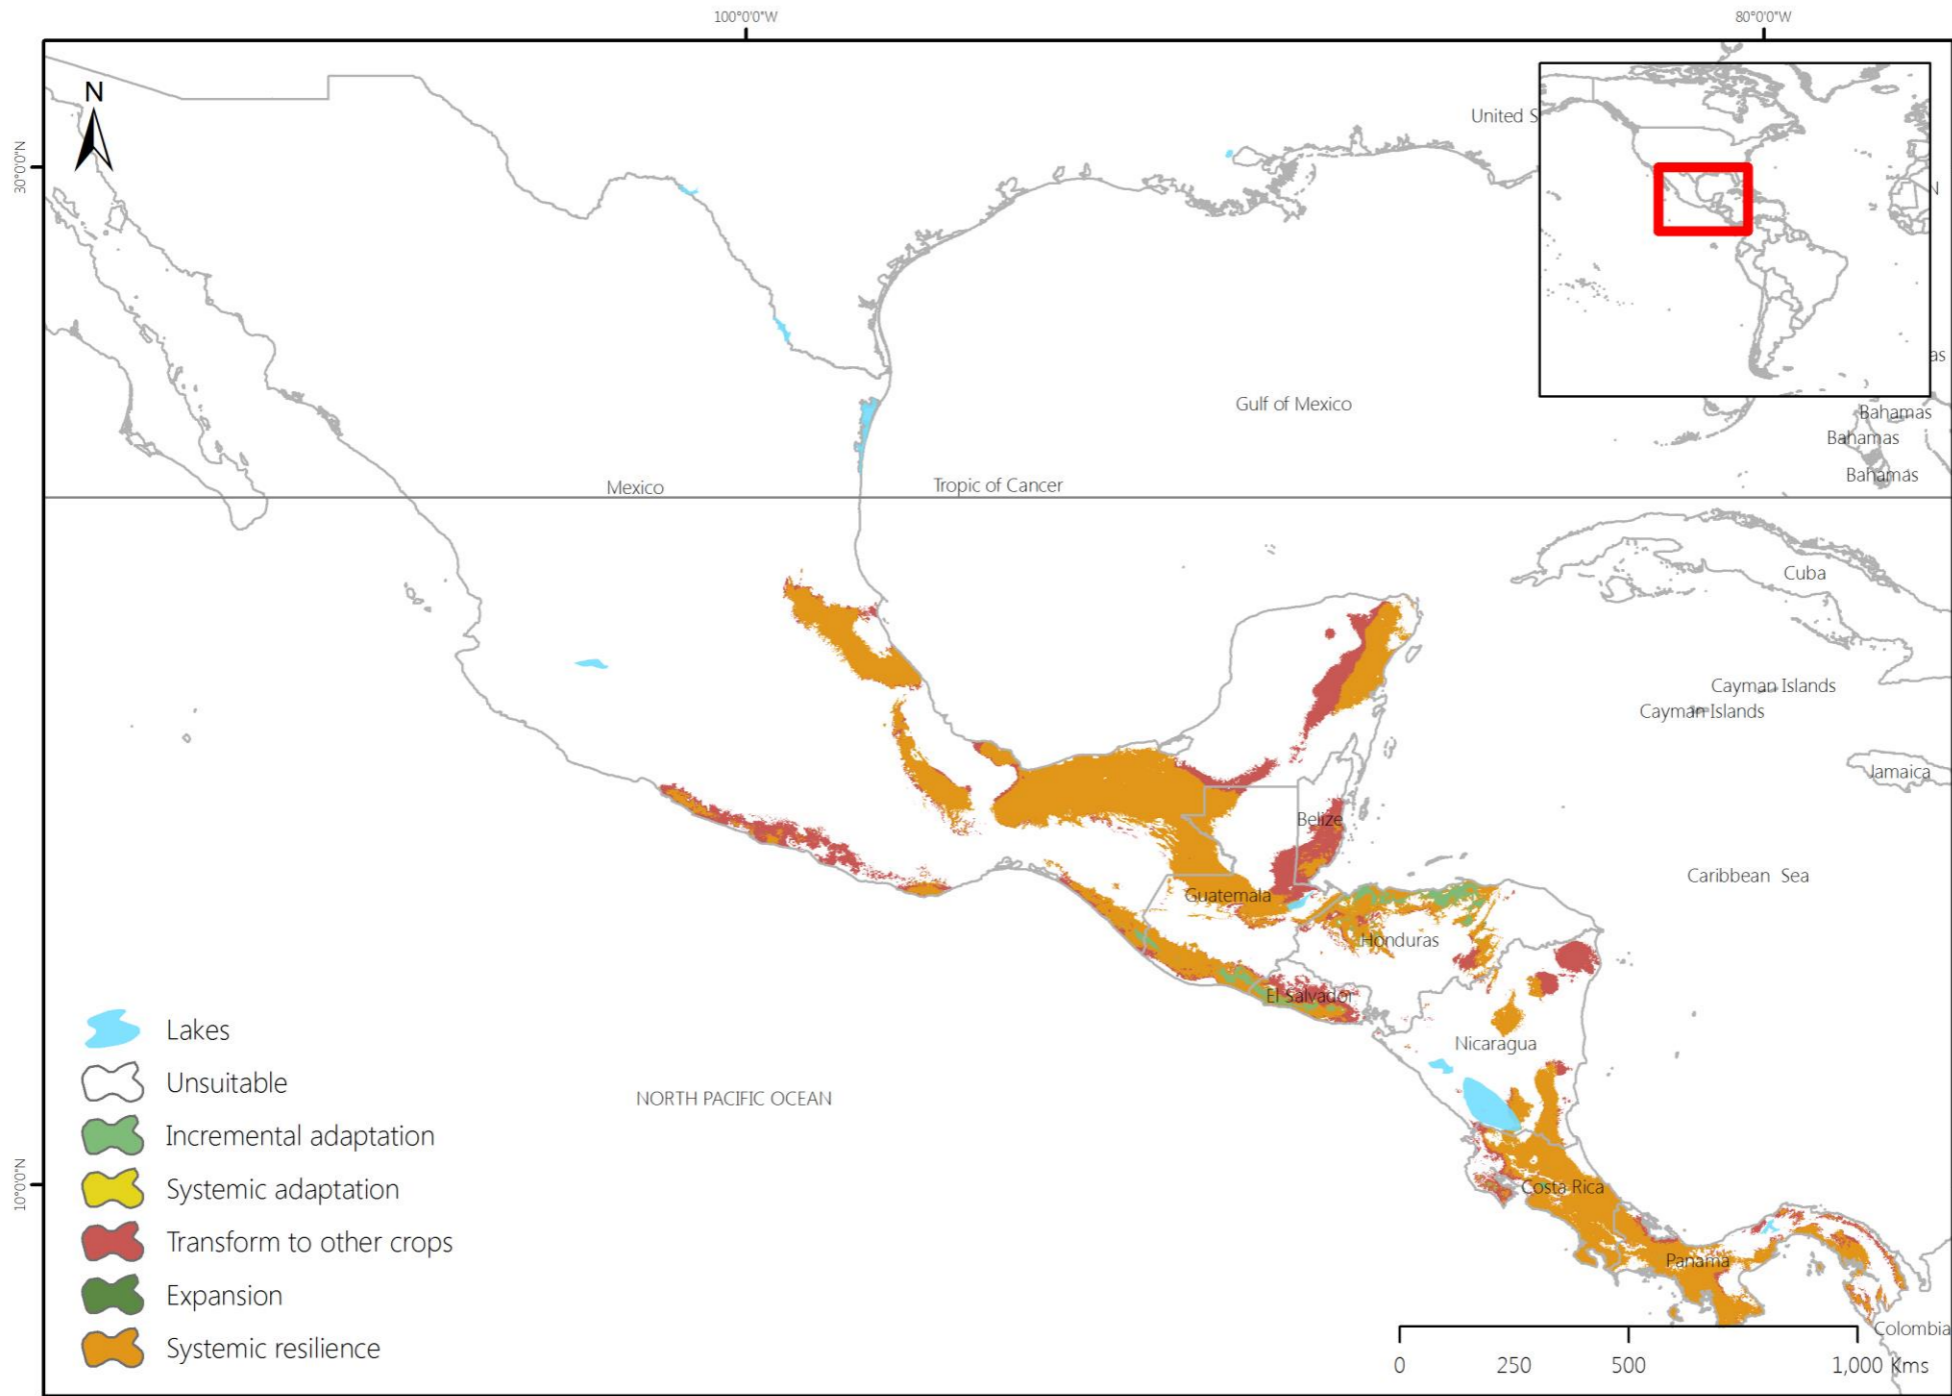 100°0'0"W
80°0'0"W
N
30°0'0"N
United S
N
as
Gulf of Mexico
Bahamas
Bahamas
Bahamas
Mexico
Tropic of Cancer
Cuba
Cayman Islands
Cayman Islands
Jamaica
Belize
Caribbean Sea
Guatemala
Honduras
El Salvador
Nicaragua
NORTH PACIFIC OCEAN
Lakes
Unsuitable
Incremental adaptation
Systemic adaptation
Transform to other crops
Expansion
Systemic resilience
10°0'0"N
Costa Rica
Panama
Colombia
0 250 500 1,000 Kms